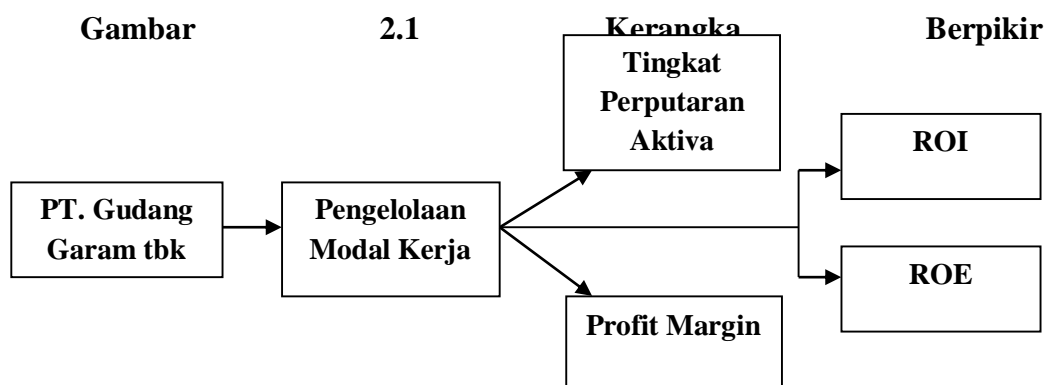 Gambar 2.1 Kerangka Berpikir
Tingkat
Perputaran
Aktiva
ROI
PT. Gudang
Garam tbk
Pengelolaan
Modal Kerja
ROE
Profit Margin